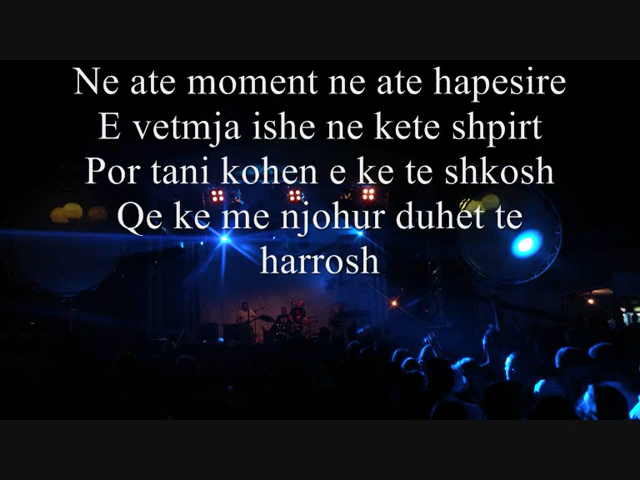 Ne ate moment ne ate hapesire
E vetmja ishe ne kete shpirt
Por tani kohen e ke te shkosh
Qe ke me njohur duhet te
harrosh